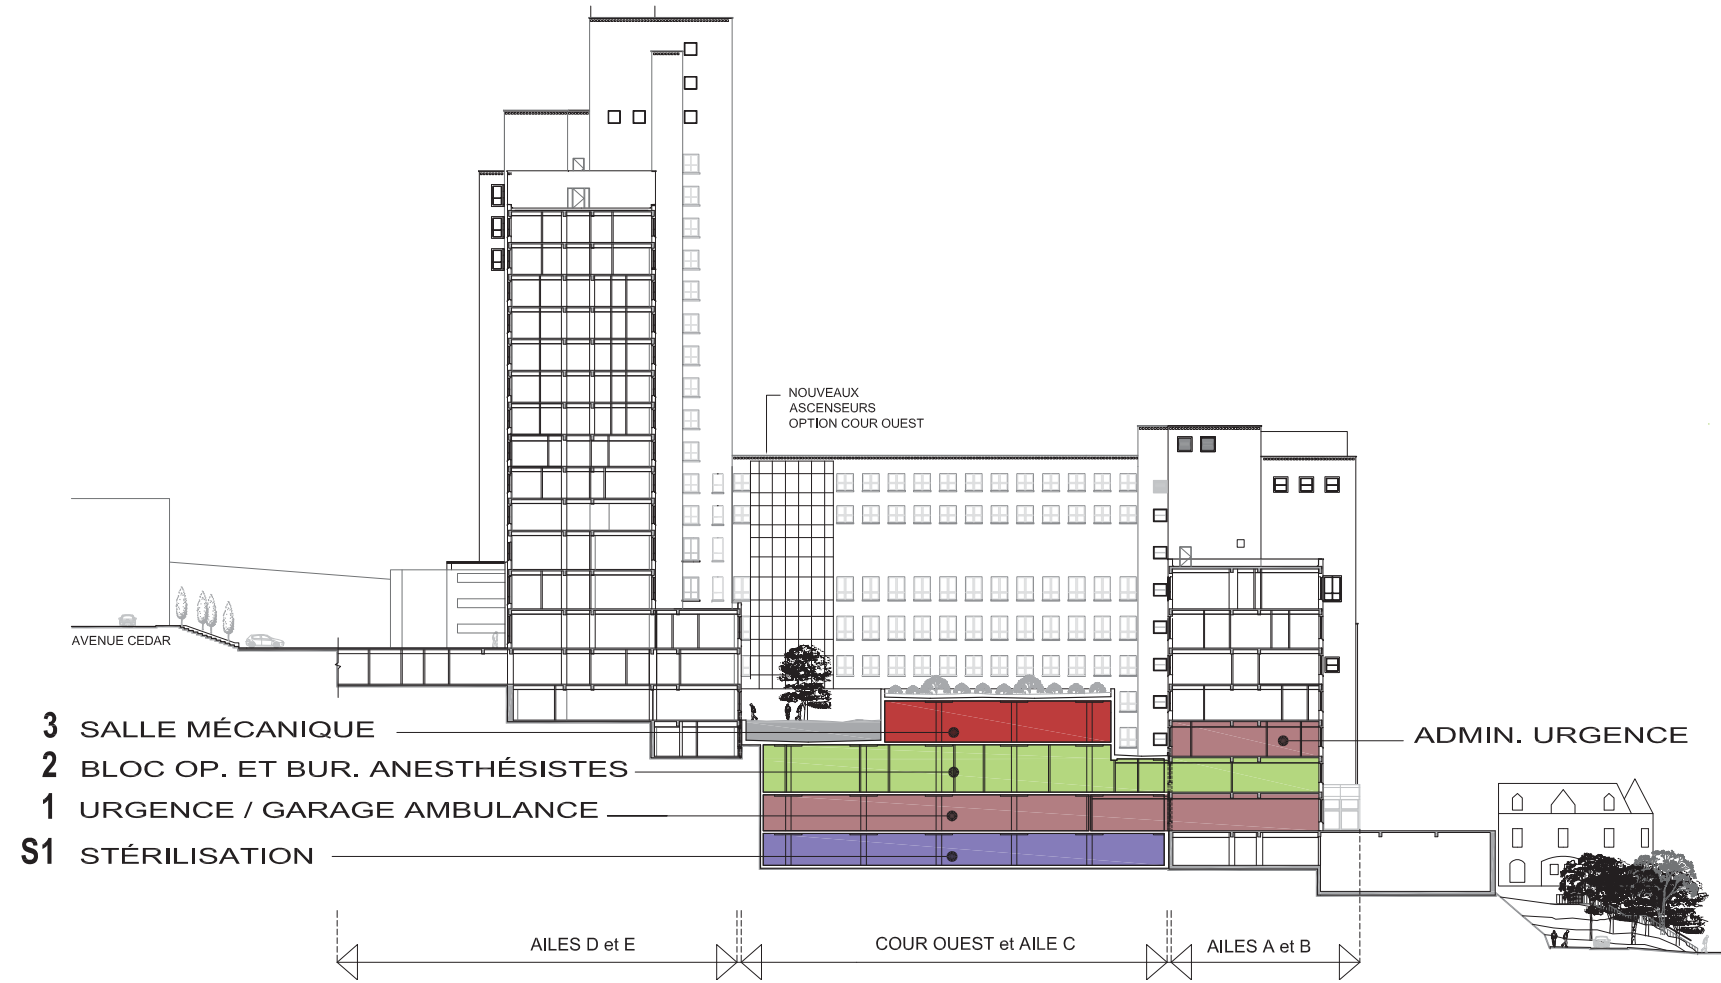 NOUVEAUX
ASCENSEURS
OPTION COUR OUEST
AVENUE CEDAR
3 SALLE MÉCANIQUE
ADMIN. URGENCE
2 BLOC OP. ET BUR. ANESTHÉSISTES
1 URGENCE / GARAGE AMBULANCE
S1 STÉRILISATION
AILES D et E
COUR OUEST et AILE C
AILES A et B